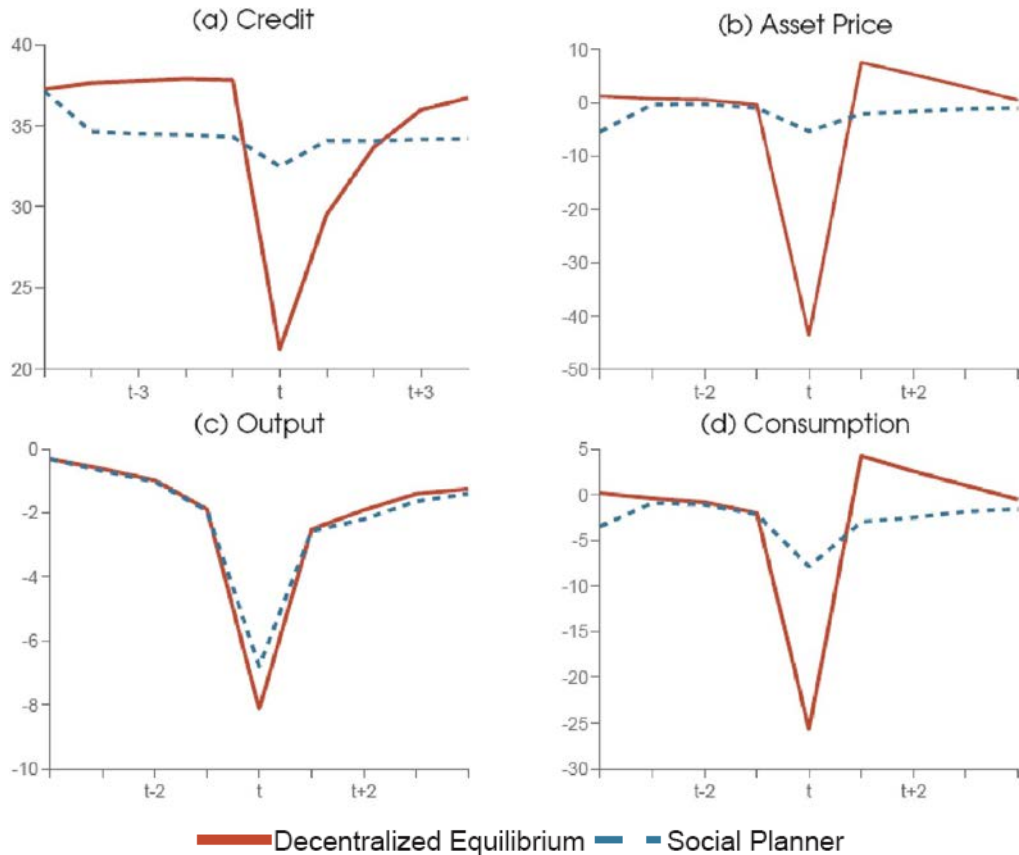 (a) Credit
40
35
30
25
20
t-3 t t+3
(b) Asset Price
10
0
-10
-20
-30
-40
-50
t-2 t t+2
(c) Output
0
-2
-4
-6
-8
-10
t-2 t t+2
(d) Consumption
5
0
-5
-10
-15
-20
-25
-30
t-2 t t+2
Decentralized Equilibrium Social Planner